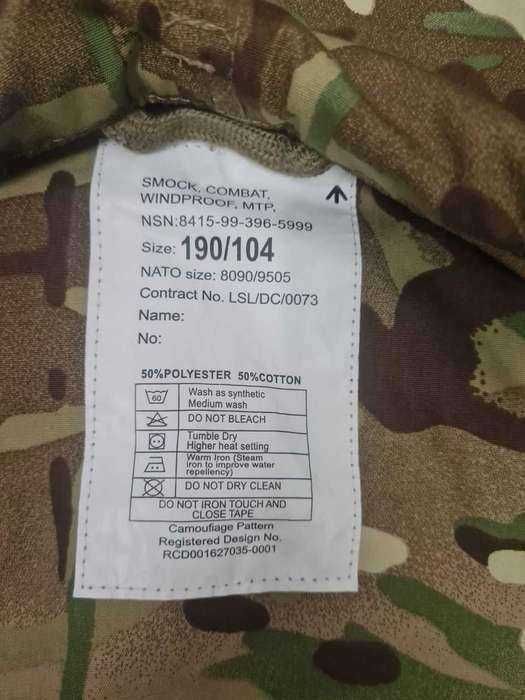 SMOCK, COMBAT,
WINDPROOF, MTP,
NSN:8415-99-396-5999
Size: 190/104
NATO size: 8090/9505
Contract No. LSL/DC/0073
Name:
No:
50%POLYESTER 50%COTTON
60
Wash as synthetic
Medium wash
DO NOT BLEACH
Tumble Dry
Higher heat setting
Warm Iron (Steam
Iron to improve water
repellency)
DO NOT DRY CLEAN
DO NOT IRON TOUCH AND
CLOSE TAPE
Camouflage Pattern
Registered Design No.
RCD001627035-0001